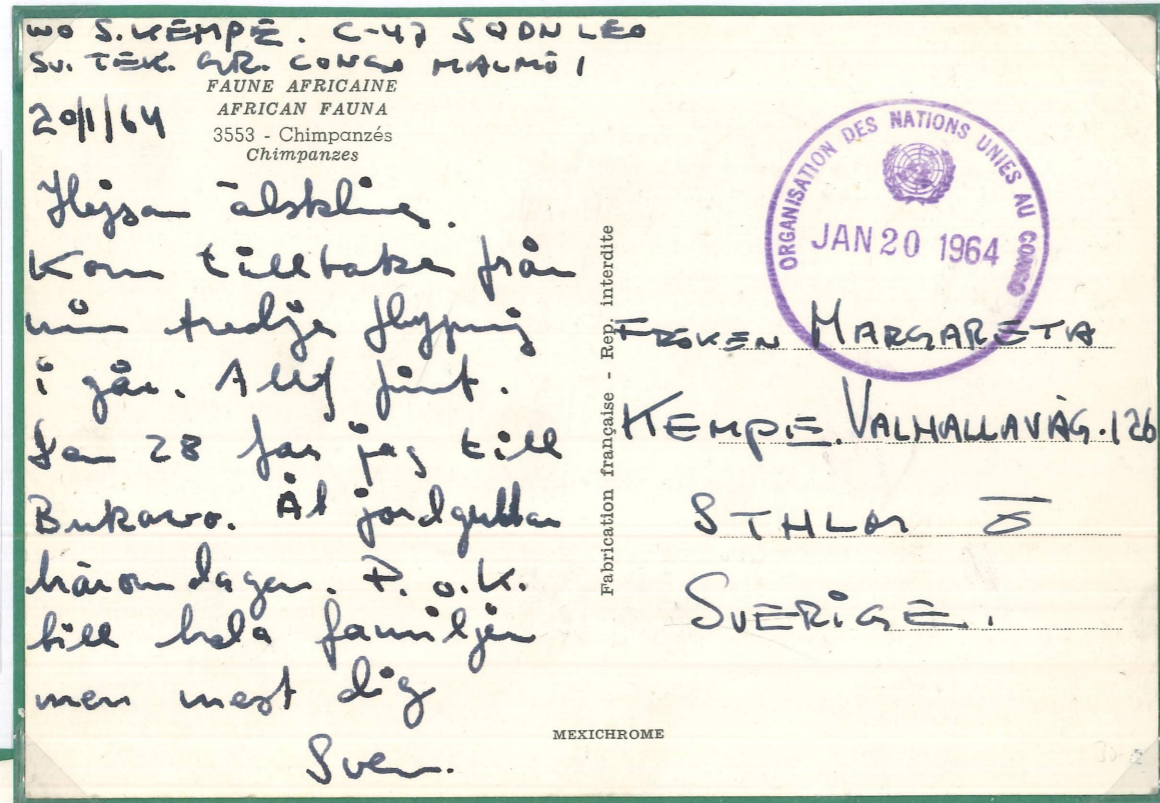 WO S. KEMPE. C-47 SQDN LEO
SV. TEK. GR. CONGO MALMÖ 1
20/1/64
FAUNE AFRICAINE
AFRICAN FAUNA
3553 - Chimpanzés
Chimpanzes
Hejsan älskling.
Kom tillbaka från
min tredje flygning
i går. Allt fint.
Den 28 far jag till
Bukavo. Åt jordgubbar
häromdagen. P.o.K.
till hela familjen
men mest dig
Sven.
Fabrication française - Rep. interdite
MEXICHROME
ORGANISATION DES NATIONS UNIES AU CONGO
JAN 20 1964
FRÖKEN MARGARETA
KEMPE. VALHALLAVÄG. 126
STHLM Ö
SVERIGE.